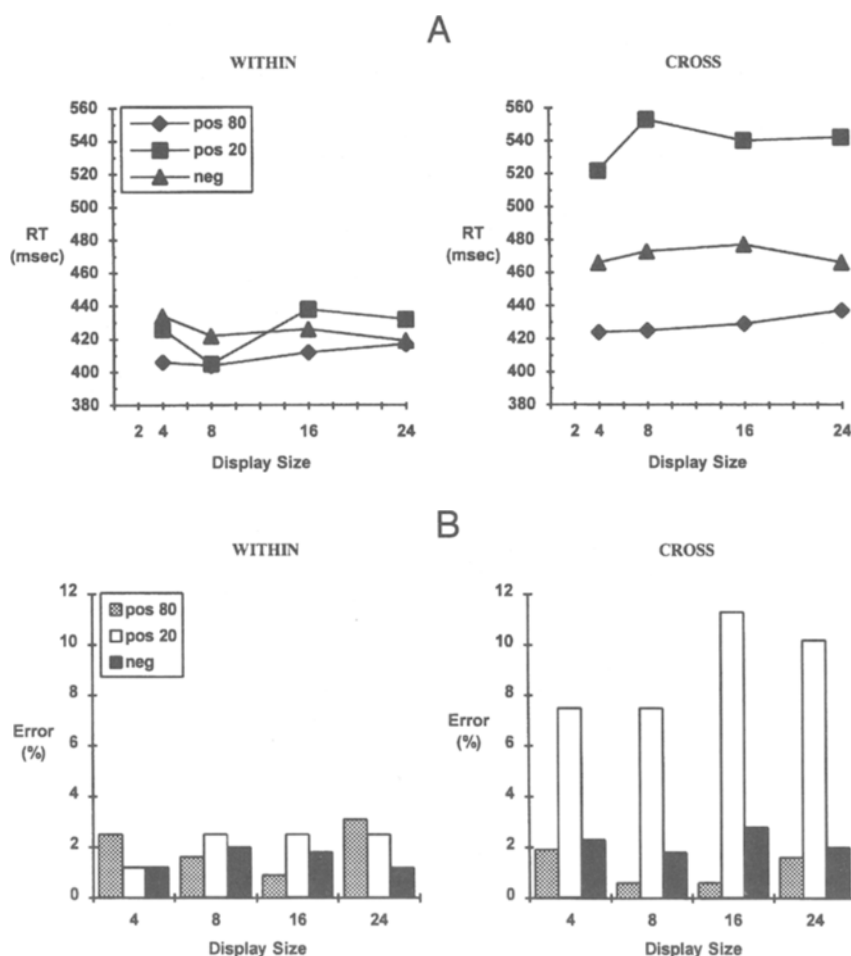 A
WITHIN
CROSS
560
540
520
500
480
460
440
420
400
380
RT
(msec)
pos 80
pos 20
neg
2 4 8 16 24
Display Size
560
540
520
500
480
460
440
420
400
380
RT
(msec)
2 4 8 16 24
Display Size
B
WITHIN
CROSS
12
10
8
6
4
2
0
Error
(%)
pos 80
pos 20
neg
4 8 16 24
Display Size
12
10
8
6
4
2
0
Error
(%)
4 8 16 24
Display Size